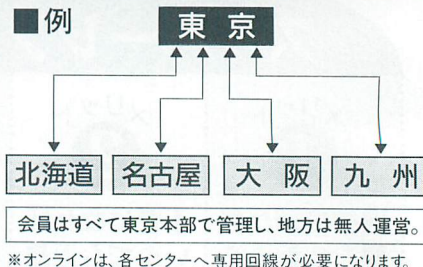 ■例
東京
北海道 名古屋 大阪 九州
会員はすべて東京本部で管理し、地方は無人運営。
※オンラインは、各センターへ専用回線が必要になります。